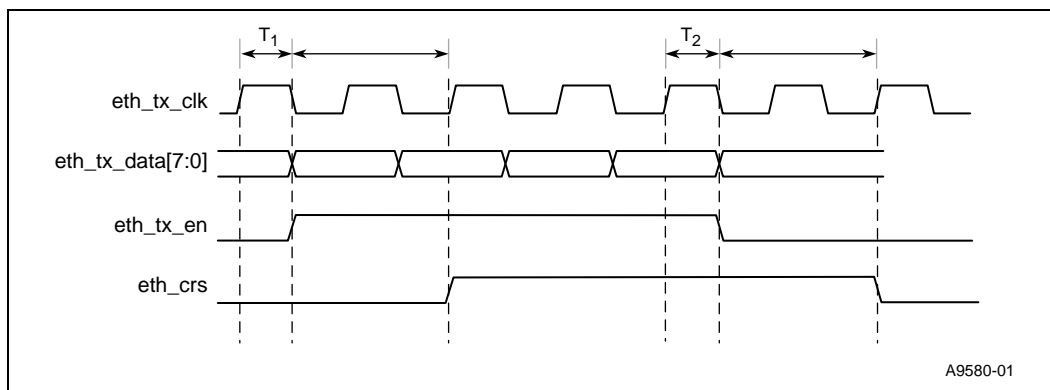 T1 T2
eth_tx_clk
eth_tx_data[7:0]
eth_tx_en
eth_crs
A9580-01